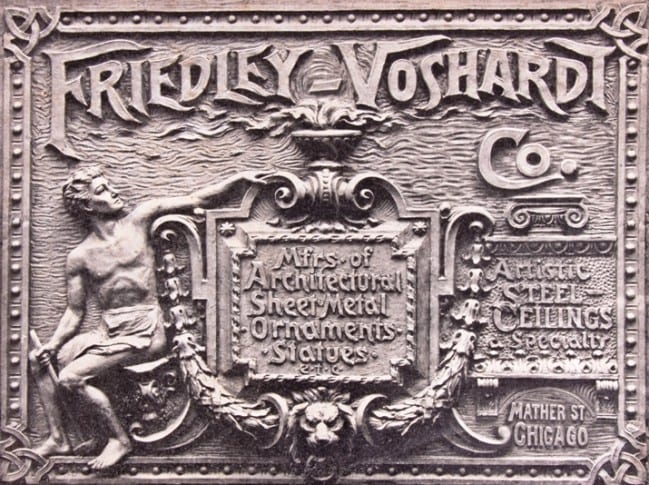 FRIEDLEY-VOSHARDT
Co.
Mfrs. of
Architectural
Sheet-Metal
·Ornaments·
·Statues·
etc
Artistic
STEEL-
CEILINGS
a Specialty
MATHER ST.
CHICAGO